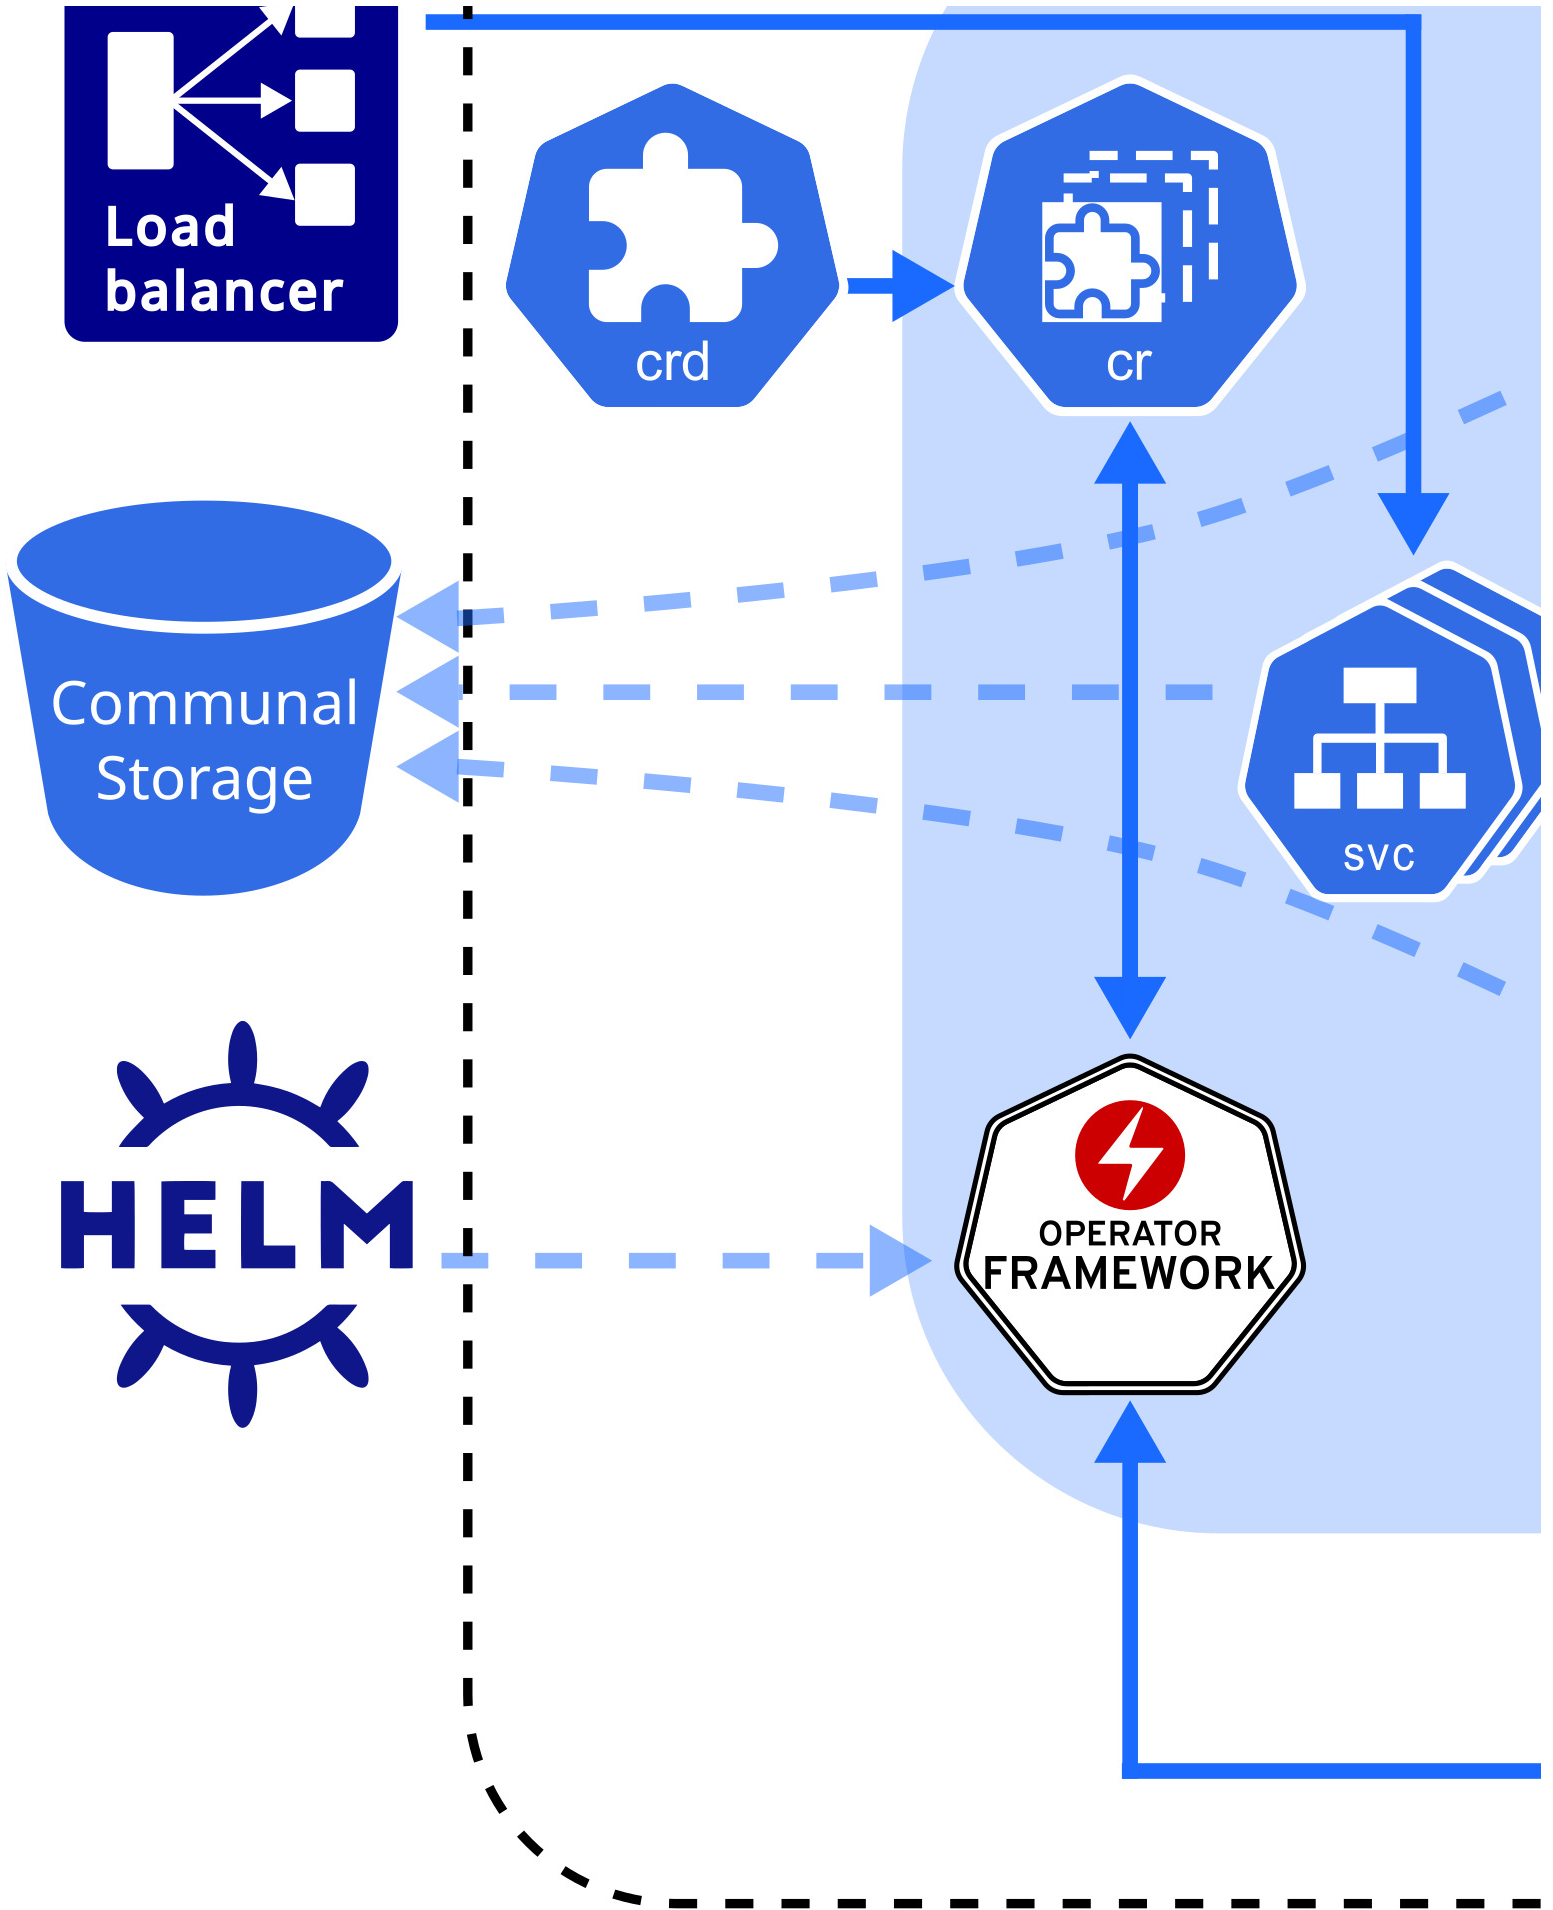 Load
balancer
crd
cr
Communal
Storage
svc
HELM
OPERATOR
FRAMEWORK